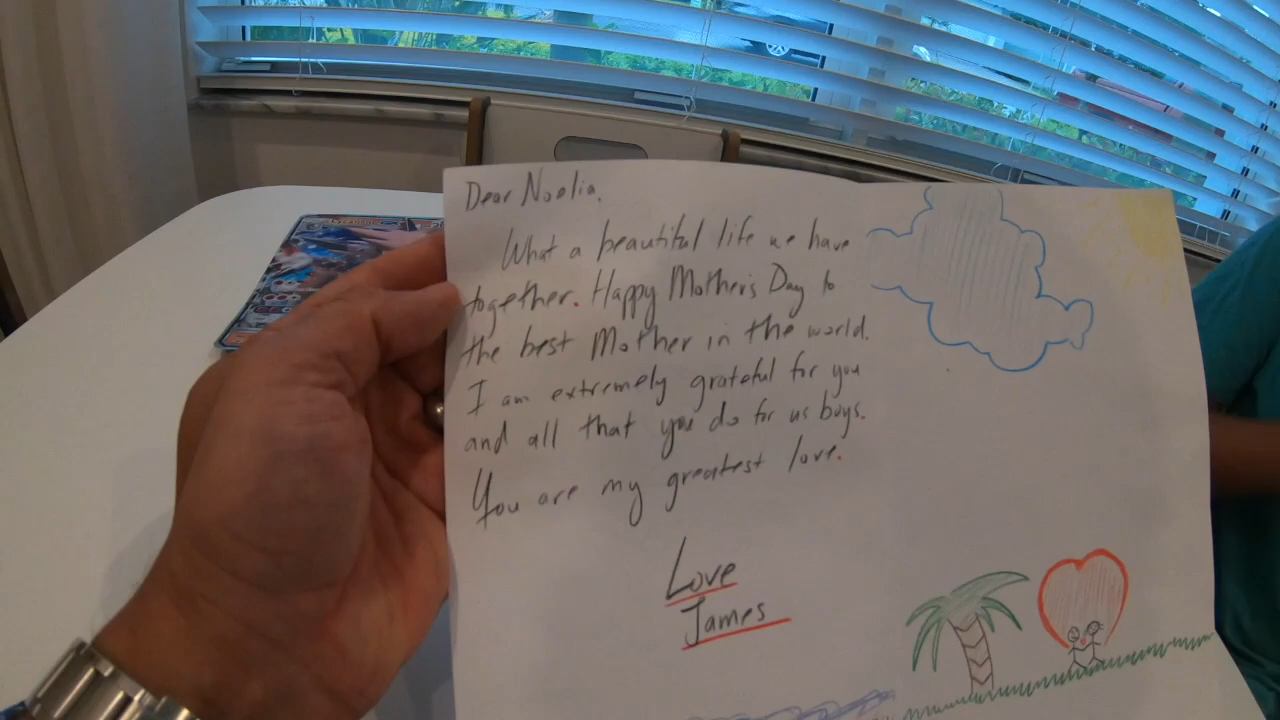 Dear Noelia,
What a beautiful life we have
together. Happy Mother's Day to
the best Mother in the world.
I am extremely grateful for you
and all that you do for us boys.
You are my greatest love.
Love
James